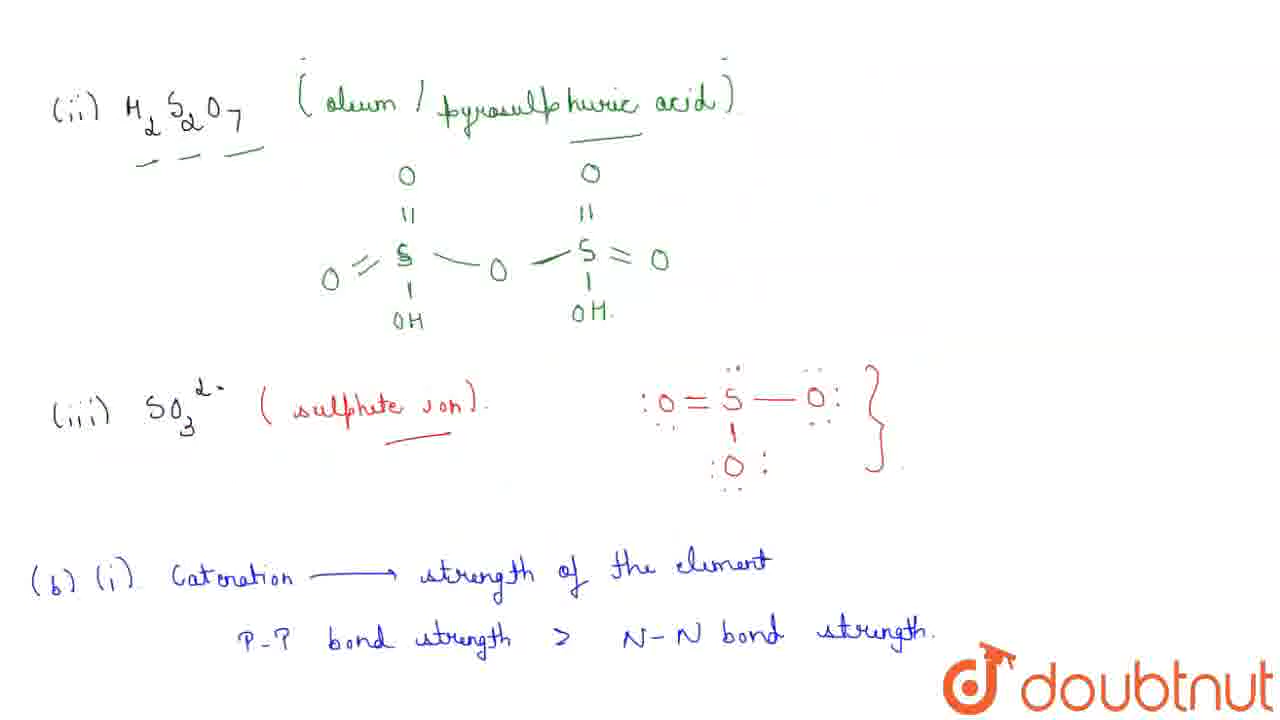 (ii) H2S2O7 (oleum / pyrosulphuric acid)
O O
|| ||
O = S — O — S = O
| |
OH OH.
(iii) SO3 2- (sulphite ion). :O = S — O: }
|
:O:
(b) (i). Catenation ⟶ strength of the element
P-P bond strength > N-N bond strength.
doubtnut